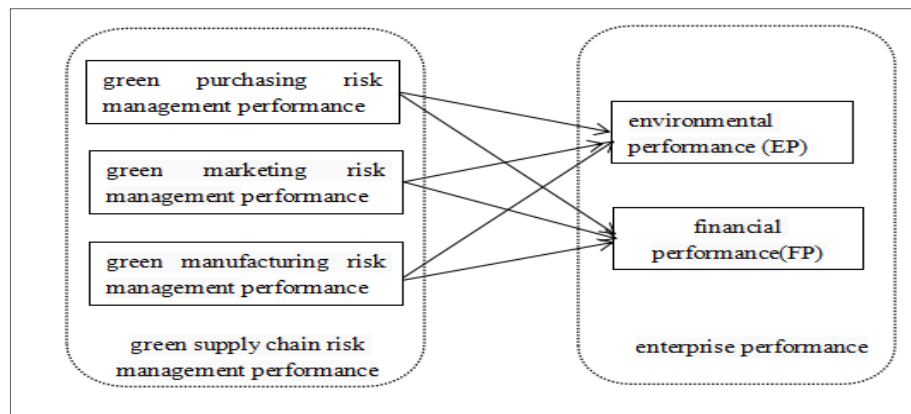 green purchasing risk
management performance
green marketing risk
management performance
green manufacturing risk
management performance
green supply chain risk
management performance
environmental
performance (EP)
financial
performance(FP)
enterprise performance